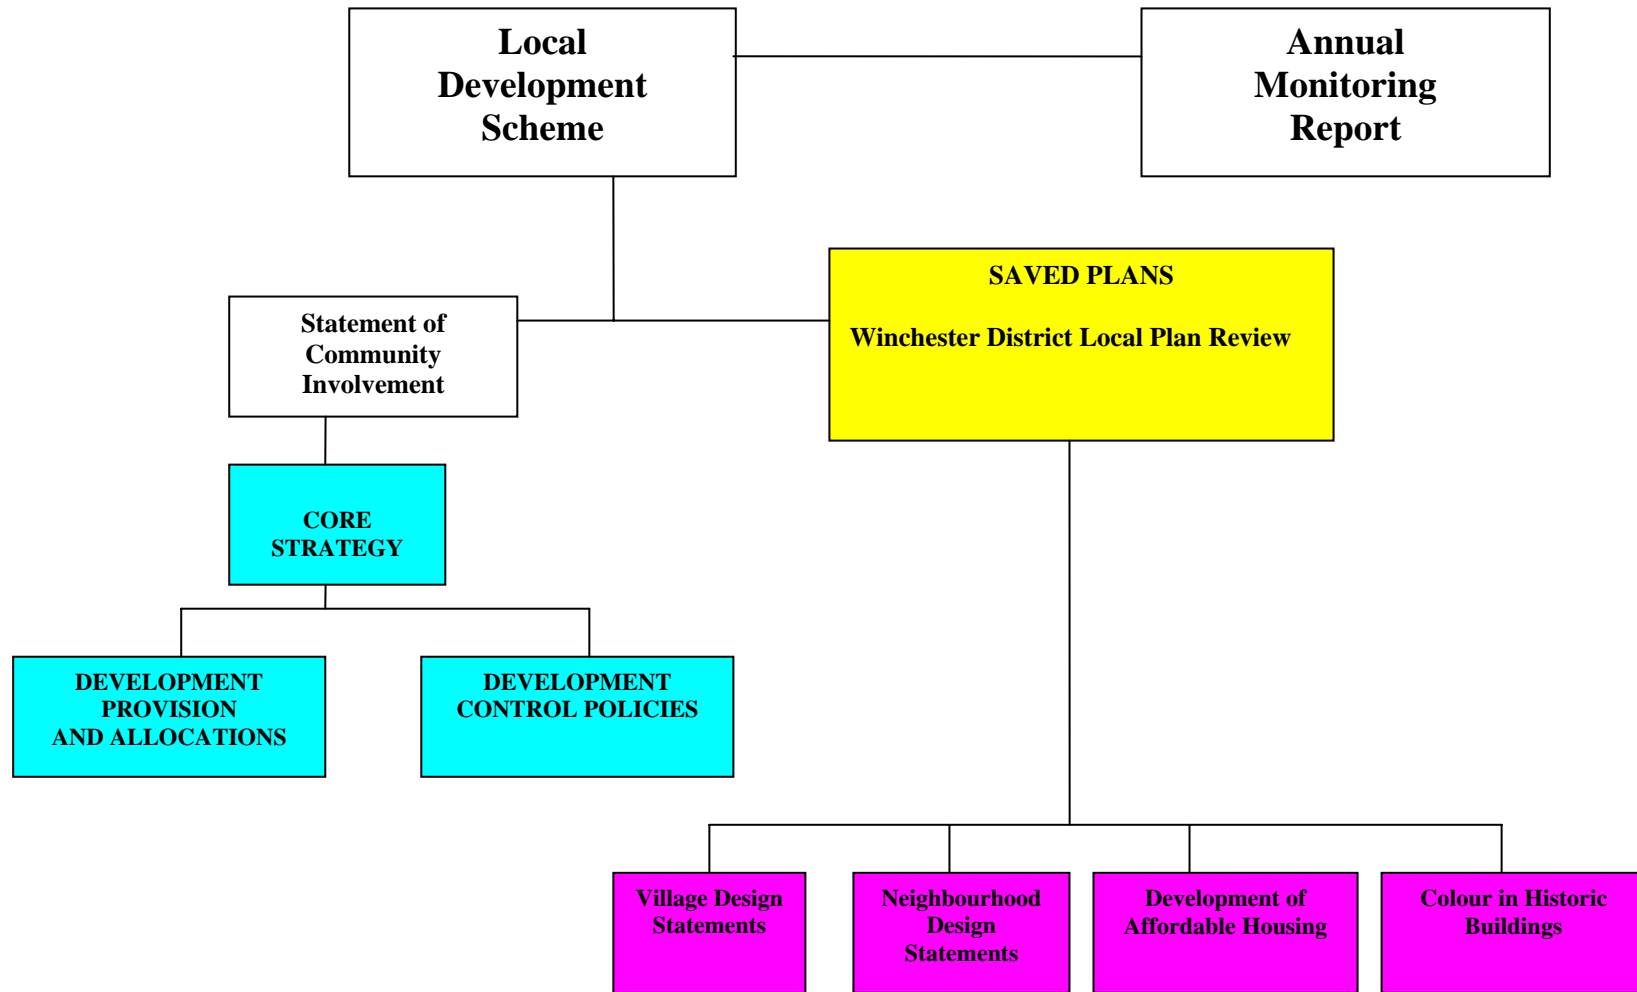 Local
Development
Scheme
Annual
Monitoring
Report
SAVED PLANS
Winchester District Local Plan Review
Statement of
Community
Involvement
CORE
STRATEGY
DEVELOPMENT
PROVISION
AND ALLOCATIONS
DEVELOPMENT
CONTROL POLICIES
Village Design
Statements
Neighbourhood
Design
Statements
Development of
Affordable Housing
Colour in Historic
Buildings